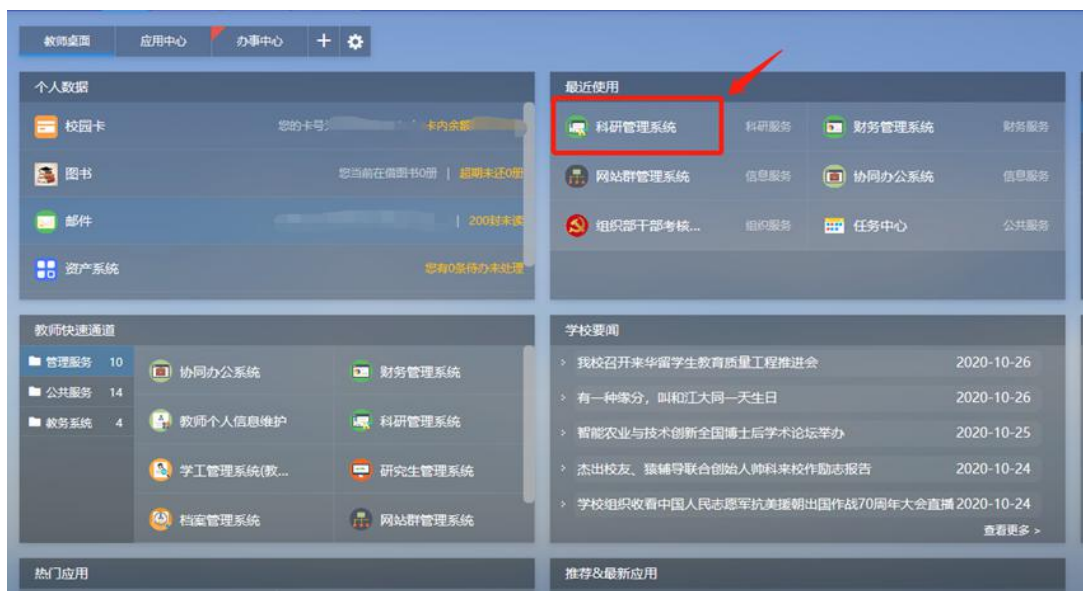 教师桌面 应用中心 办事中心
个人数据
校园卡 您的卡号: 卡内余额
图书 您当前在借图书0册 | 超期未还0册
邮件 | 200封未读
资产系统 您有0条待办未处理
最近使用
科研管理系统 科研服务 财务管理系统 财务服务
网站群管理系统 信息服务 协同办公系统 信息服务
组织部干部考核... 组织服务 任务中心 公共服务
教师快速通道
管理服务 10
公共服务 14
教务系统 4
协同办公系统 财务管理系统
教师个人信息维护 科研管理系统
学工管理系统(教... 研究生管理系统
档案管理系统 网站群管理系统
学校要闻
我校召开来华留学生教育质量工程推进会 2020-10-26
有一种缘分，叫和江大同一天生日 2020-10-26
智能农业与技术创新全国博士后学术论坛举办 2020-10-25
杰出校友、猿辅导联合创始人帅科来校作励志报告 2020-10-24
学校组织收看中国人民志愿军抗美援朝出国作战70周年大会直播 2020-10-24
查看更多 >
热门应用
推荐&最新应用